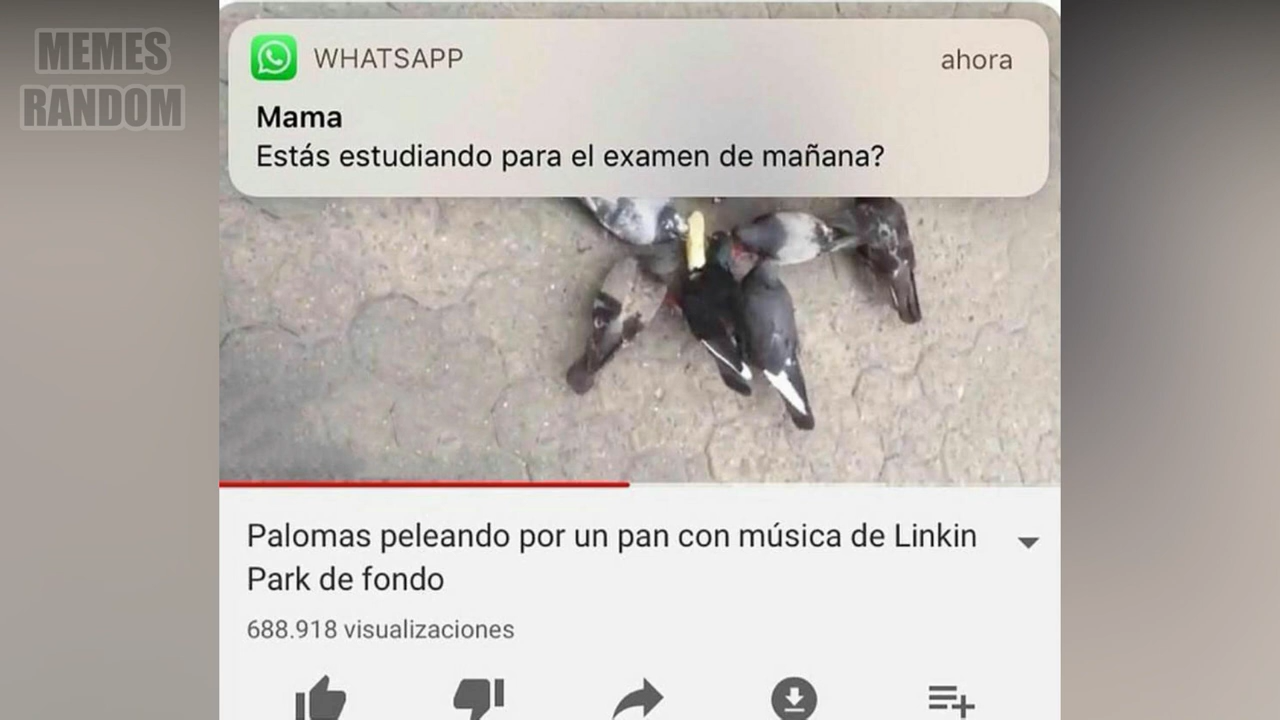 MEMES
RANDOM
WHATSAPP
ahora
Mama
Estás estudiando para el examen de mañana?
Palomas peleando por un pan con música de Linkin
Park de fondo
688.918 visualizaciones